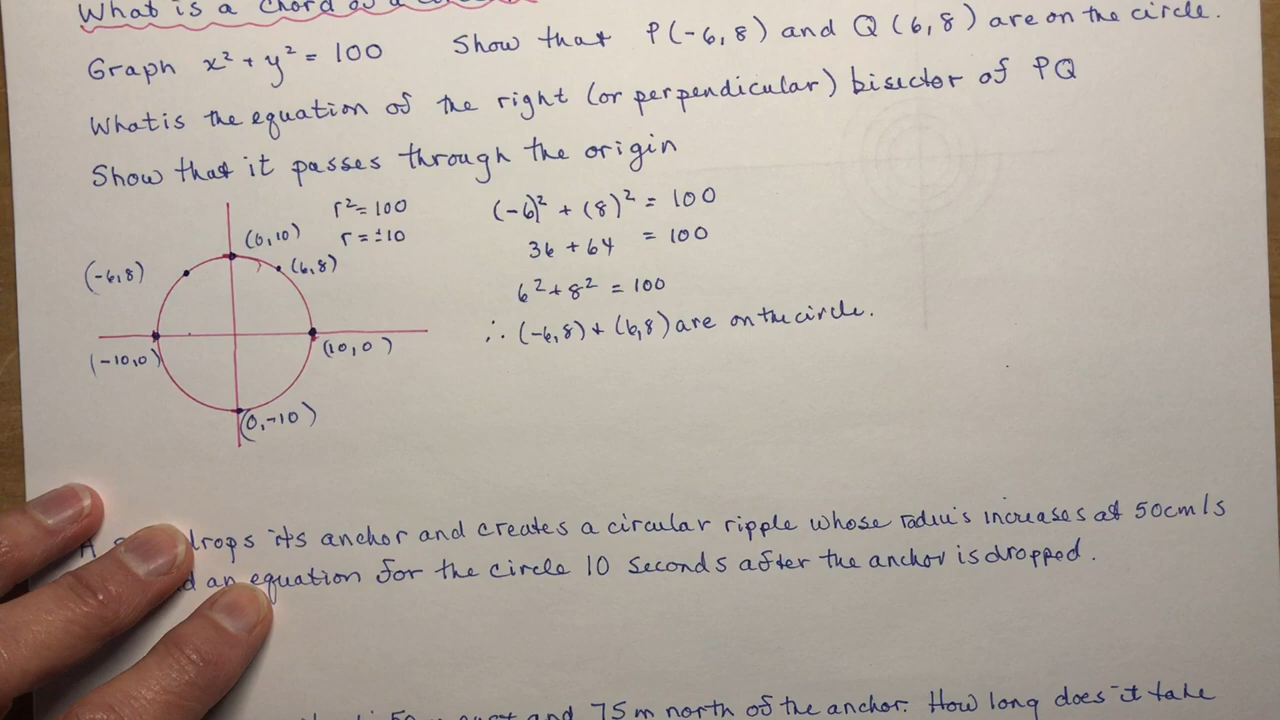 What is a chord of a
Graph x² + y² = 100 Show that P(-6,8) and Q(6,8) are on the circle.
What is the equation of the right (or perpendicular) bisector of PQ
Show that it passes through the origin
r² = 100
r = ±10
(0,10)
(-6,8)
(6,8)
(-10,0)
(10,0)
(0,-10)
(-6)² + (8)² = 100
36 + 64 = 100
6² + 8² = 100
∴ (-6,8) + (6,8) are on the circle.
A drops its anchor and creates a circular ripple whose radius increases at 50cm/s
an equation for the circle 10 seconds after the anchor is dropped.
and 75m north of the anchor. How long does it take